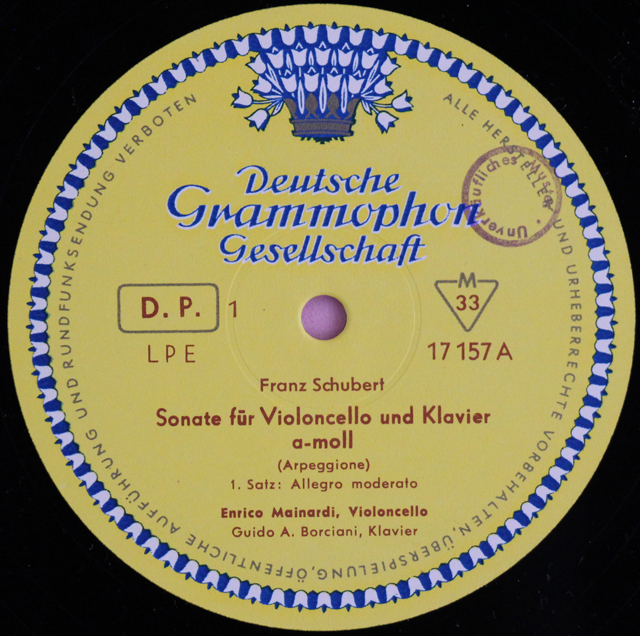 Deutsche
Grammophon
Gesellschaft
ALLE HERSTELLER- UND URHEBERRECHTE VORBEHALTEN, ÜBERSPIELUNG, ÖFFENTLICHE AUFFÜHRUNG UND RUNDFUNKSENDUNG VERBOTEN
Unverkäufliches Muster
D. P. 1
M
33
LPE
17 157 A
Franz Schubert
Sonate für Violoncello und Klavier
a-moll
(Arpeggione)
1. Satz: Allegro moderato
Enrico Mainardi, Violoncello
Guido A. Borciani, Klavier